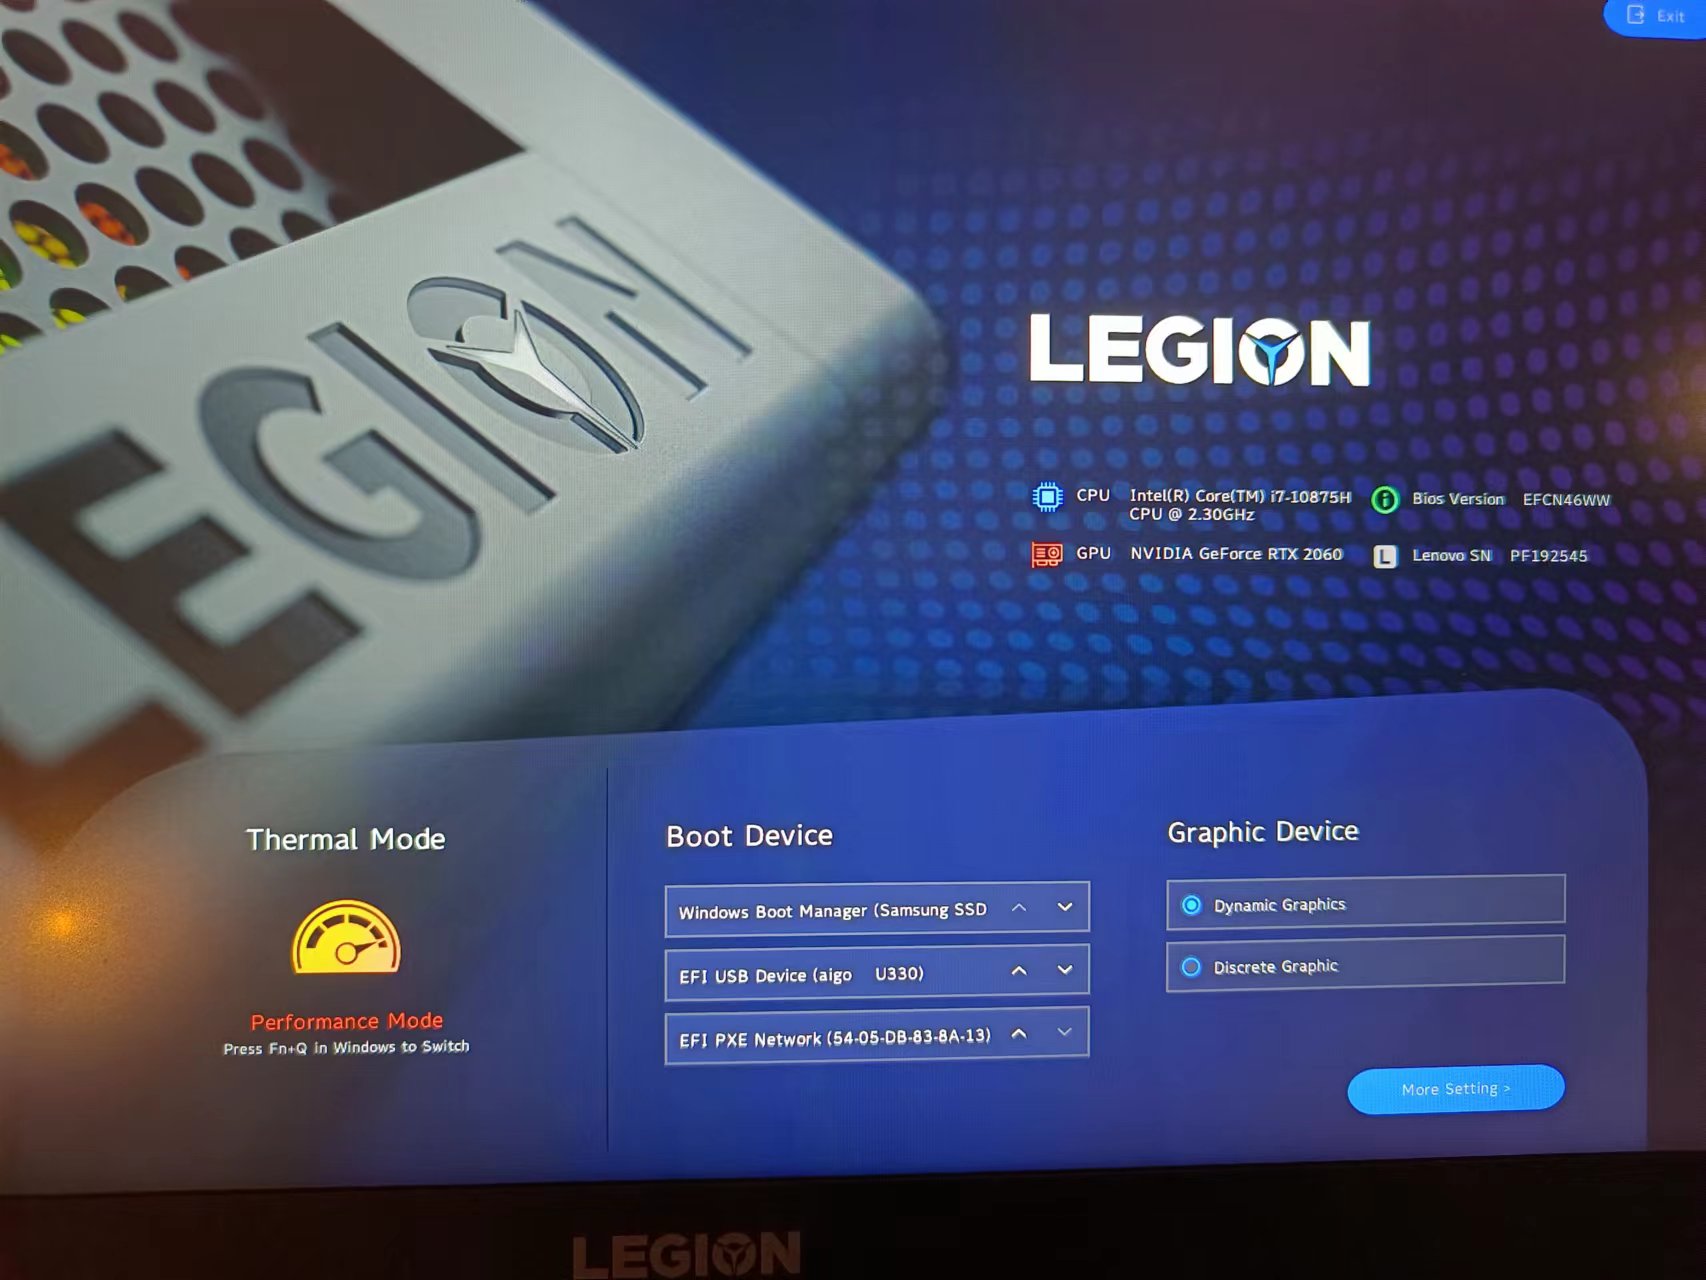 Exit
LEGION
LEGION
CPU Intel(R) Core(TM) i7-10875H
CPU @ 2.30GHz
Bios Version EFCN46WW
GPU NVIDIA GeForce RTX 2060
Lenovo SN PF192545
Thermal Mode
Performance Mode
Press Fn+Q in Windows to Switch
Boot Device
Windows Boot Manager (Samsung SSD
EFI USB Device (aigo U330)
EFI PXE Network (54-05-DB-83-8A-13)
Graphic Device
Dynamic Graphics
Discrete Graphic
More Setting >
LEGION